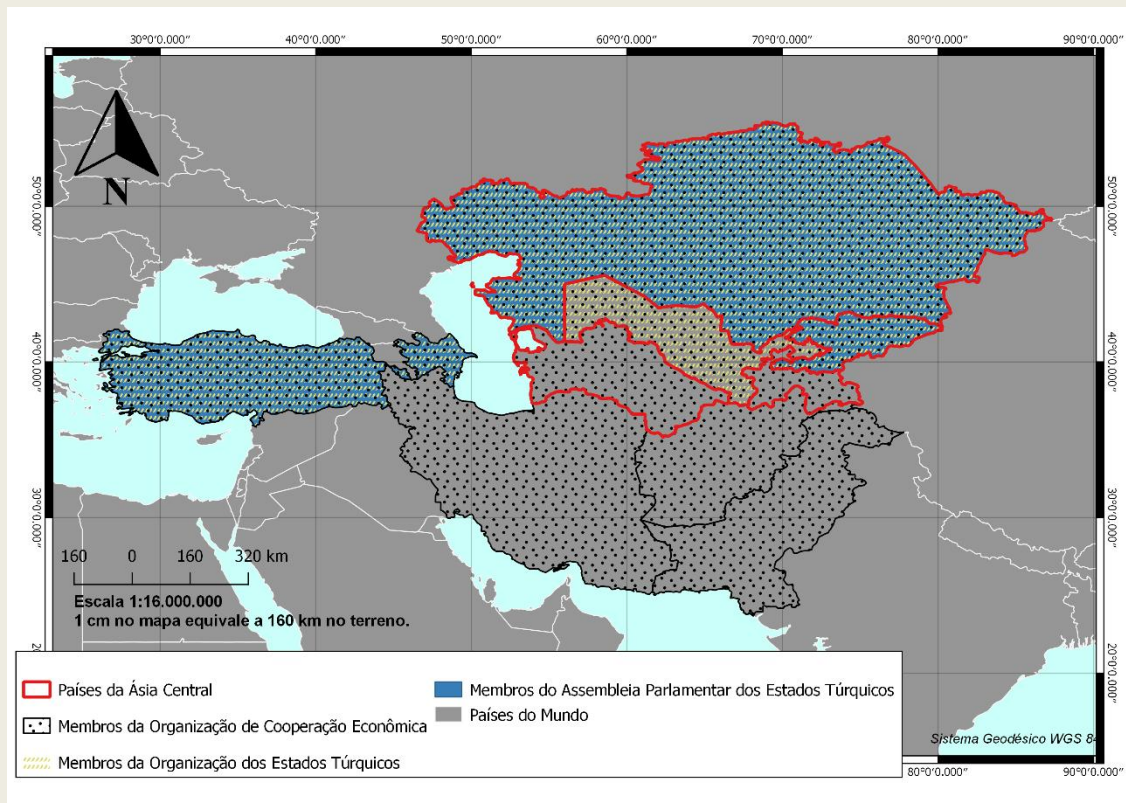 30°0'0.000" 40°0'0.000" 50°0'0.000" 60°0'0.000" 70°0'0.000" 80°0'0.000" 90°0'0.000"
N
50°0'0.000" 50°0'0.000"
40°0'0.000" 40°0'0.000"
30°0'0.000" 30°0'0.000"
160 0 160 320 km
Escala 1:16.000.000
1 cm no mapa equivale a 160 km no terreno.
20 20°0'0.000"
Países da Ásia Central
Membros da Organização de Cooperação Econômica
Membros da Organização dos Estados Túrquicos
Membros do Assembleia Parlamentar dos Estados Túrquicos
Países do Mundo
Sistema Geodésico WGS 84
80°0'0.000" 90°0'0.000"